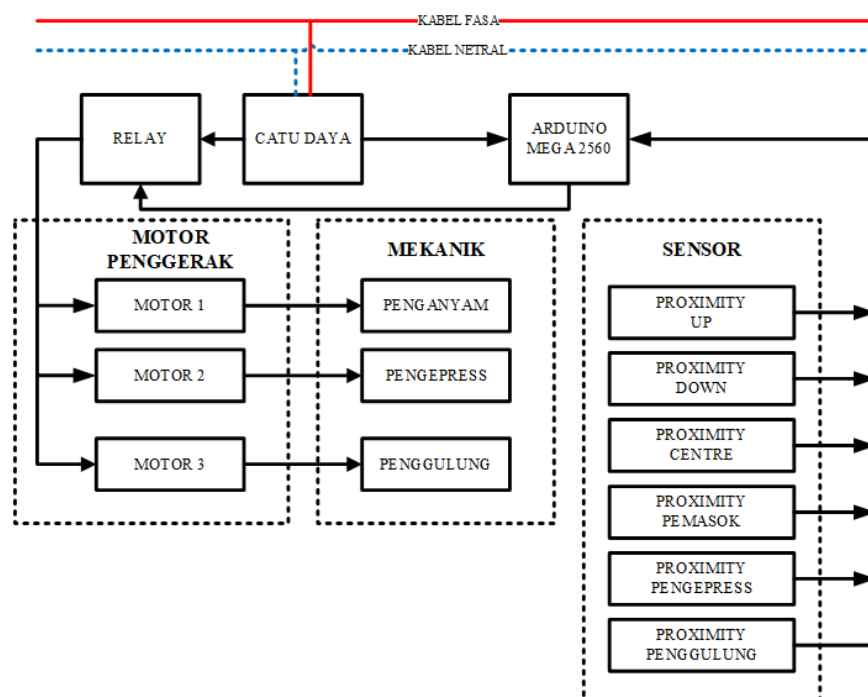 KABEL FASA
KABEL NETRAL
RELAY
CATU DAYA
ARDUINO
MEGA 2560
MOTOR
PENGGERAK
MOTOR 1
MOTOR 2
MOTOR 3
MEKANIK
PENGANYAM
PENGEPRESS
PENGGULUNG
SENSOR
PROXIMITY
UP
PROXIMITY
DOWN
PROXIMITY
CENTRE
PROXIMITY
PEMASOK
PROXIMITY
PENGEPRESS
PROXIMITY
PENGGULUNG